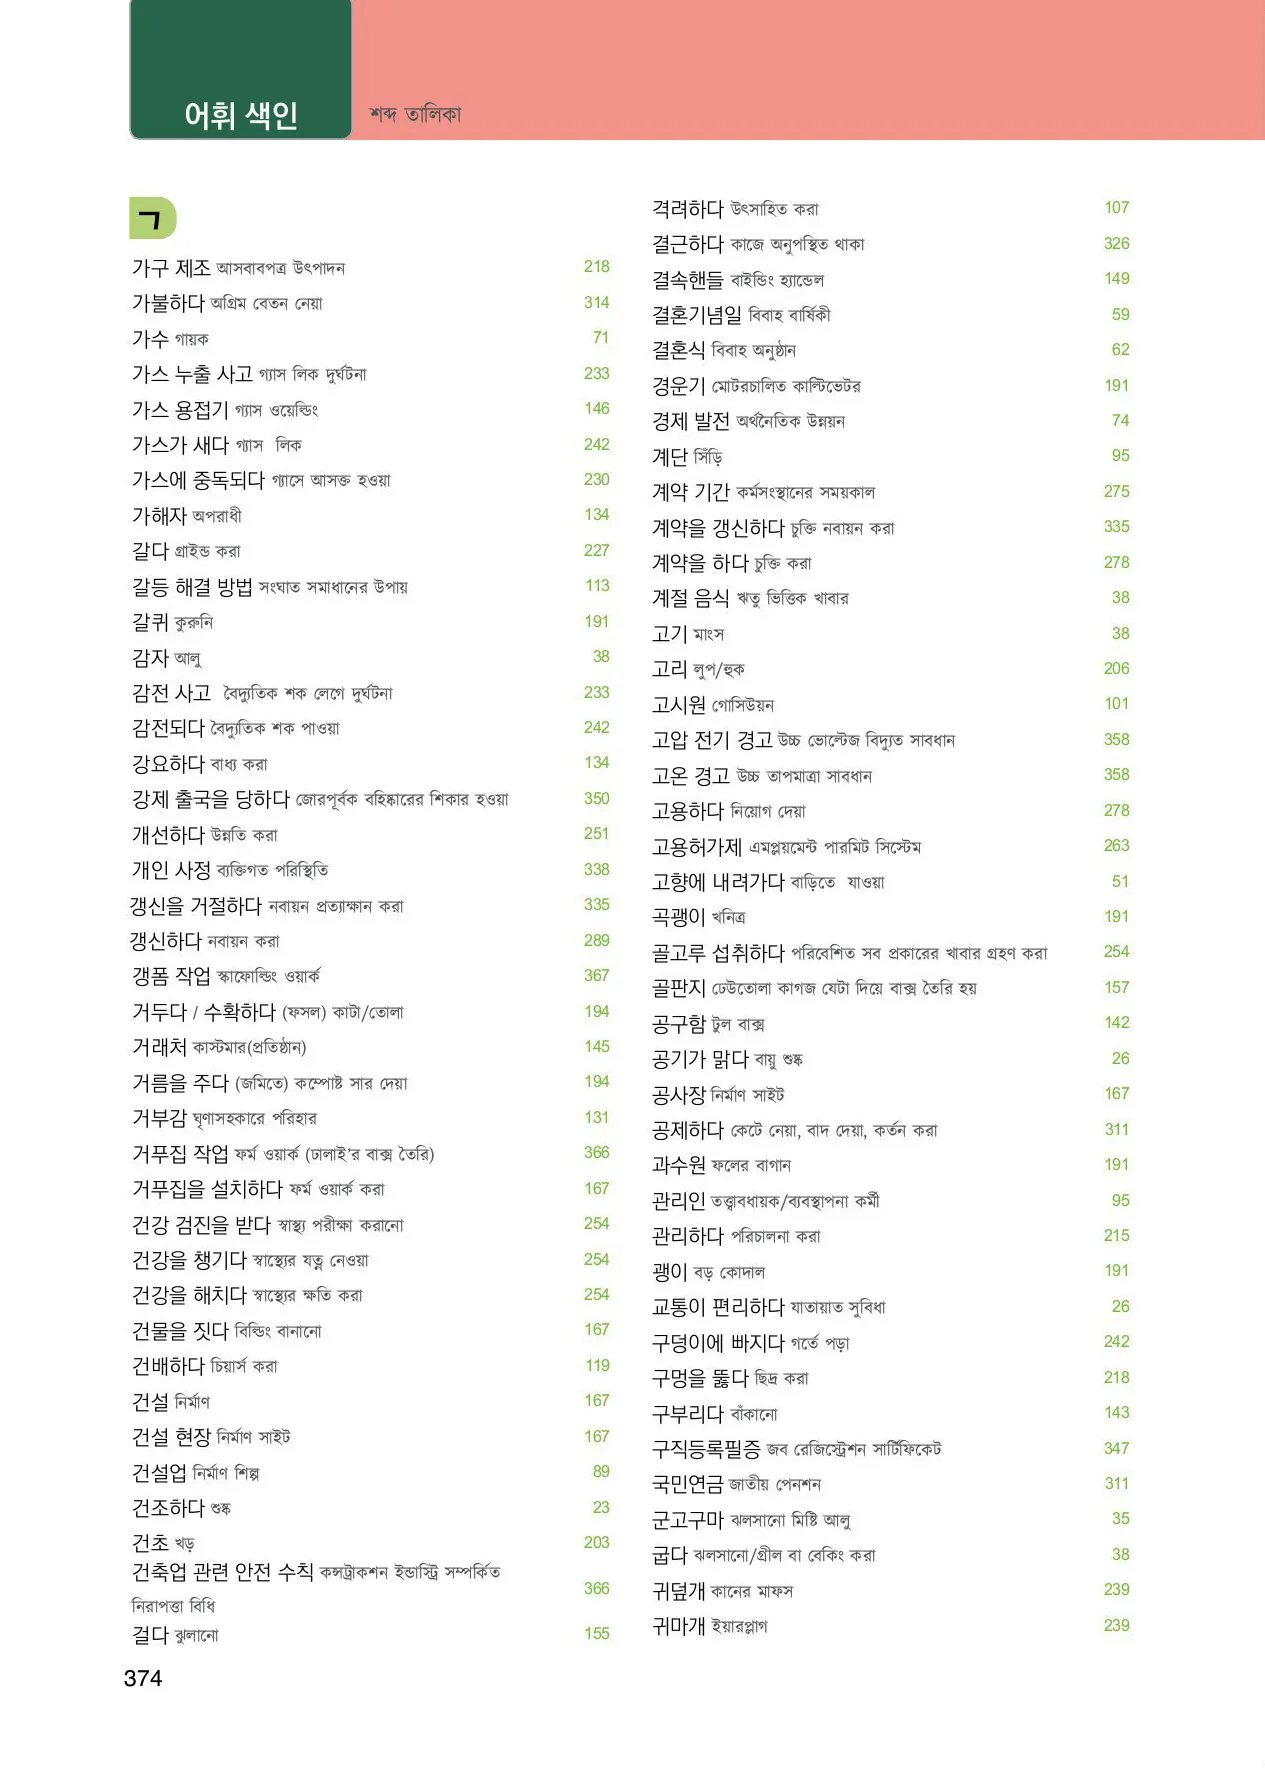 어휘 색인
শব্দ তালিকা
ㄱ
가구 제조 আসবাবপত্র উৎপাদন 218
가불하다 অগ্রিম বেতন নেয়া 314
가수 গায়ক 71
가스 누출 사고 গ্যাস লিক দুর্ঘটনা 233
가스 용접기 গ্যাস ওয়েল্ডিং 146
가스가 새다 গ্যাস লিক 242
가스에 중독되다 গ্যাসে আসক্ত হওয়া 230
가해자 অপরাধী 134
갈다 গ্রাইন্ড করা 227
갈등 해결 방법 সংঘাত সমাধানের উপায় 113
갈퀴 কুরুনি 191
감자 আলু 38
감전 사고 বৈদ্যুতিক শক লেগে দুর্ঘটনা 233
감전되다 বৈদ্যুতিক শক পাওয়া 242
강요하다 বাধ্য করা 134
강제 출국을 당하다 জোরপূর্বক বহিষ্কারের শিকার হওয়া 350
개선하다 উন্নতি করা 251
개인 사정 ব্যক্তিগত পরিস্থিতি 338
갱신을 거절하다 নবায়ন প্রত্যাক্ষান করা 335
갱신하다 নবায়ন করা 289
갱폼 작업 স্কাফোল্ডিং ওয়ার্ক 367
거두다 / 수확하다 (ফসল) কাটা/তোলা 194
거래처 কাস্টমার(প্রতিষ্ঠান) 145
거름을 주다 (জমিতে) কম্পোষ্ট সার দেয়া 194
거부감 ঘৃণাসহকারে পরিহার 131
거푸집 작업 ফর্ম ওয়ার্ক (ঢালাই'র বাক্স তৈরি) 366
거푸집을 설치하다 ফর্ম ওয়ার্ক করা 167
건강 검진을 받다 স্বাস্থ্য পরীক্ষা করানো 254
건강을 챙기다 স্বাস্থ্যের যত্ন নেওয়া 254
건강을 해치다 স্বাস্থ্যের ক্ষতি করা 254
건물을 짓다 বিল্ডিং বানানো 167
건배하다 চিয়ার্স করা 119
건설 নির্মাণ 167
건설 현장 নির্মাণ সাইট 167
건설업 নির্মাণ শিল্প 89
건조하다 শুষ্ক 23
건초 খড় 203
건축업 관련 안전 수칙 কন্সট্রাকশন ইন্ডাস্ট্রি সম্পর্কিত
নিরাপত্তা বিধি 366
걸다 ঝুলানো 155
격려하다 উৎসাহিত করা 107
결근하다 কাজে অনুপস্থিত থাকা 326
결속핸들 বাইন্ডিং হ্যান্ডেল 149
결혼기념일 বিবাহ বার্ষিকী 59
결혼식 বিবাহ অনুষ্ঠান 62
경운기 মোটরচালিত কাল্টিভেটর 191
경제 발전 অর্থনৈতিক উন্নয়ন 74
계단 সিঁড়ি 95
계약 기간 কর্মসংস্থানের সময়কাল 275
계약을 갱신하다 চুক্তি নবায়ন করা 335
계약을 하다 চুক্তি করা 278
계절 음식 ঋতু ভিত্তিক খাবার 38
고기 মাংস 38
고리 লুপ/হুক 206
고시원 গোসিউয়ন 101
고압 전기 경고 উচ্চ ভোল্টেজ বিদ্যুত সাবধান 358
고온 경고 উচ্চ তাপমাত্রা সাবধান 358
고용하다 নিয়োগ দেয়া 278
고용허가제 এমপ্লয়মেন্ট পারমিট সিস্টেম 263
고향에 내려가다 বাড়িতে যাওয়া 51
곡괭이 খনিত্র 191
골고루 섭취하다 পরিবেশিত সব প্রকারের খাবার গ্রহণ করা 254
골판지 ঢেউতোলা কাগজ যেটা দিয়ে বাক্স তৈরি হয় 157
공구함 টুল বাক্স 142
공기가 맑다 বায়ু শুষ্ক 26
공사장 নির্মাণ সাইট 167
공제하다 কেটে নেয়া, বাদ দেয়া, কর্তন করা 311
과수원 ফলের বাগান 191
관리인 তত্ত্বাবধায়ক/ব্যবস্থাপনা কর্মী 95
관리하다 পরিচালনা করা 215
괭이 বড় কোদাল 191
교통이 편리하다 যাতায়াত সুবিধা 26
구덩이에 빠지다 গর্তে পড়া 242
구멍을 뚫다 ছিদ্র করা 218
구부리다 বাঁকানো 143
구직등록필증 জব রেজিস্ট্রেশন সার্টিফিকেট 347
국민연금 জাতীয় পেনশন 311
군고구마 ঝলসানো মিষ্টি আলু 35
굽다 ঝলসানো/গ্রীল বা বেকিং করা 38
귀덮개 কানের মাফস 239
귀마개 ইয়ারপ্লাগ 239
374